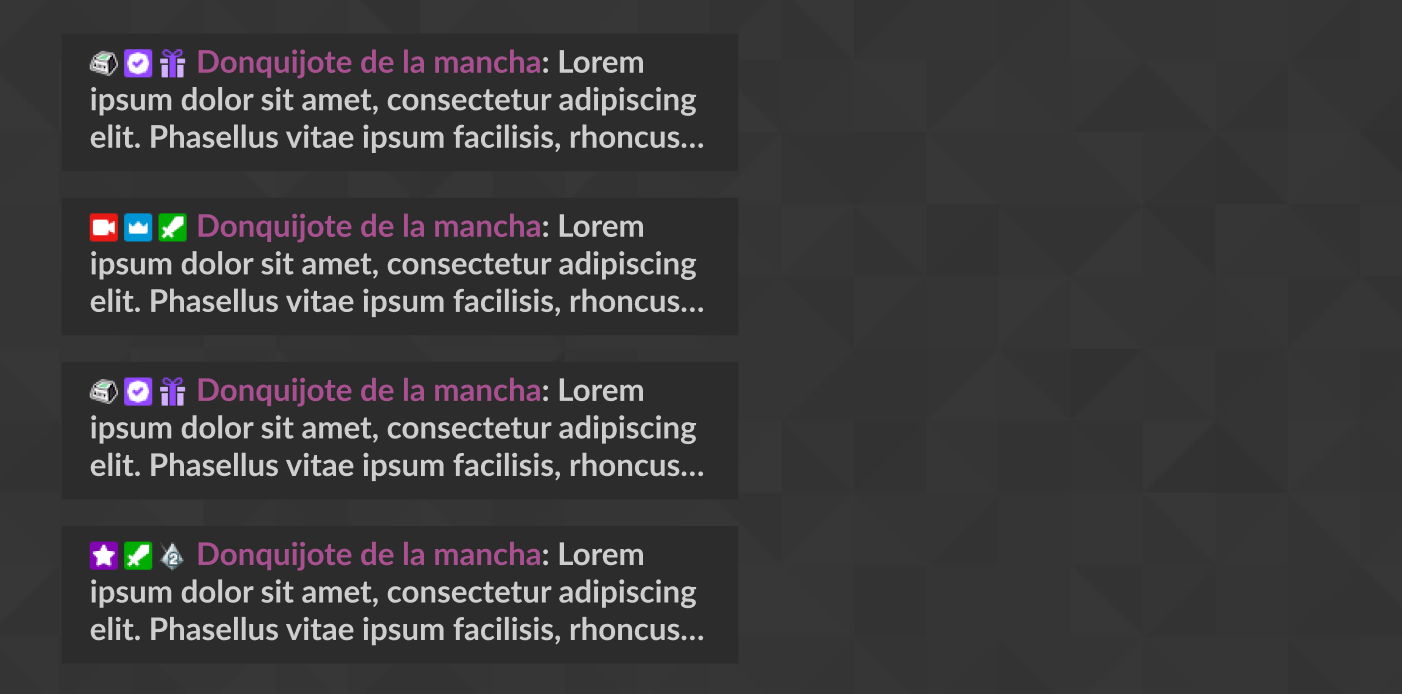 Donquijote de la mancha: Lorem
ipsum dolor sit amet, consectetur adipiscing
elit. Phasellus vitae ipsum facilisis, rhoncus...
Donquijote de la mancha: Lorem
ipsum dolor sit amet, consectetur adipiscing
elit. Phasellus vitae ipsum facilisis, rhoncus...
Donquijote de la mancha: Lorem
ipsum dolor sit amet, consectetur adipiscing
elit. Phasellus vitae ipsum facilisis, rhoncus...
2 Donquijote de la mancha: Lorem
ipsum dolor sit amet, consectetur adipiscing
elit. Phasellus vitae ipsum facilisis, rhoncus...